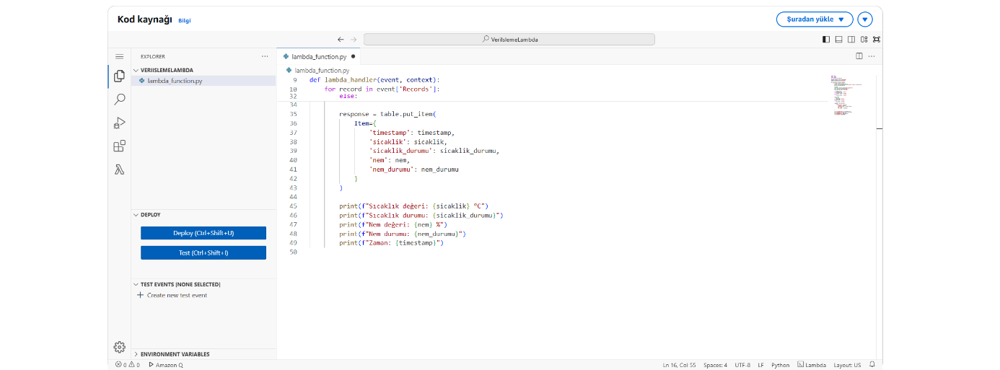 Kod kaynağı Bilgi
Şuradan yükle
VeriIslemeLambda
EXPLORER
VERIISLEMELAMBDA
lambda_function.py
DEPLOY
Deploy (Ctrl+Shift+U)
Test (Ctrl+Shift+I)
TEST EVENTS [NONE SELECTED]
Create new test event
ENVIRONMENT VARIABLES
lambda_function.py
lambda_function.py
9 def lambda_handler(event, context):
10 for record in event['Records']:
32 else:
34
35 response = table.put_item(
36 Item={
37 'timestamp': timestamp,
38 'sicaklik': sicaklik,
39 'sicaklik_durumu': sicaklik_durumu,
40 'nem': nem,
41 'nem_durumu': nem_durumu
42 }
43 )
44
45 print(f"Sıcaklık değeri: {sicaklik} °C")
46 print(f"Sıcaklık durumu: {sicaklik_durumu}")
47 print(f"Nem değeri: {nem} %")
48 print(f"Nem durumu: {nem_durumu}")
49 print(f"Zaman: {timestamp}")
50
0 0 Amazon Q Ln 16, Col 55 Spaces: 4 UTF-8 LF Python Lambda Layout: US